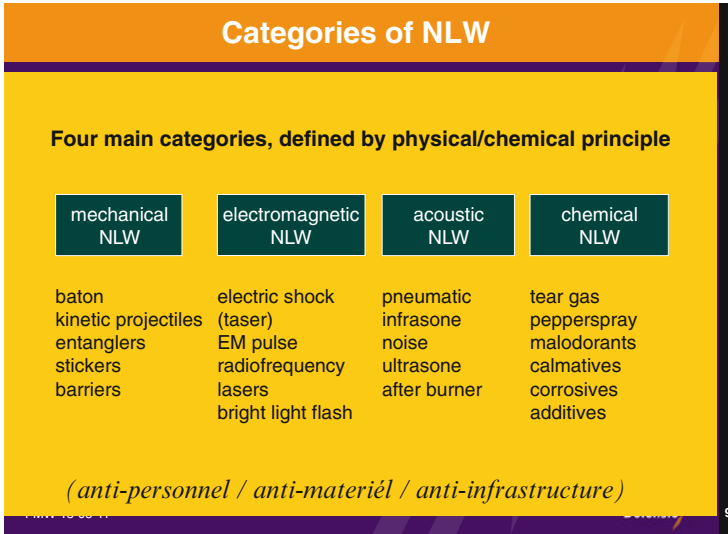 Categories of NLW
Four main categories, defined by physical/chemical principle
mechanical
NLW
electromagnetic
NLW
acoustic
NLW
chemical
NLW
baton
kinetic projectiles
entanglers
stickers
barriers
electric shock
(taser)
EM pulse
radiofrequency
lasers
bright light flash
pneumatic
infrasone
noise
ultrasone
after burner
tear gas
pepperspray
malodorants
calmatives
corrosives
additives
(anti-personnel / anti-materiél / anti-infrastructure)